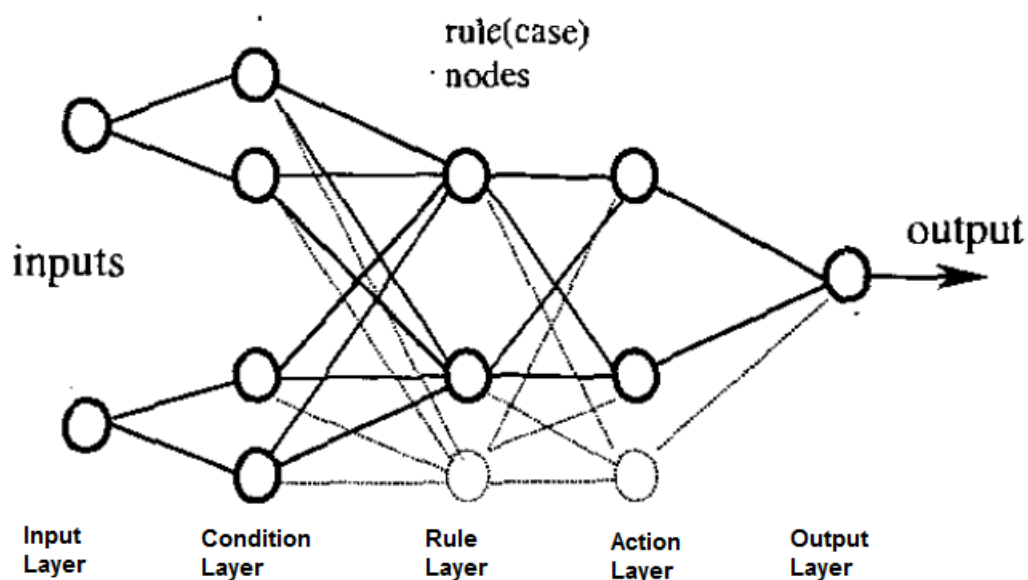 rule(case)
nodes
inputs
output
Input
Layer
Condition
Layer
Rule
Layer
Action
Layer
Output
Layer